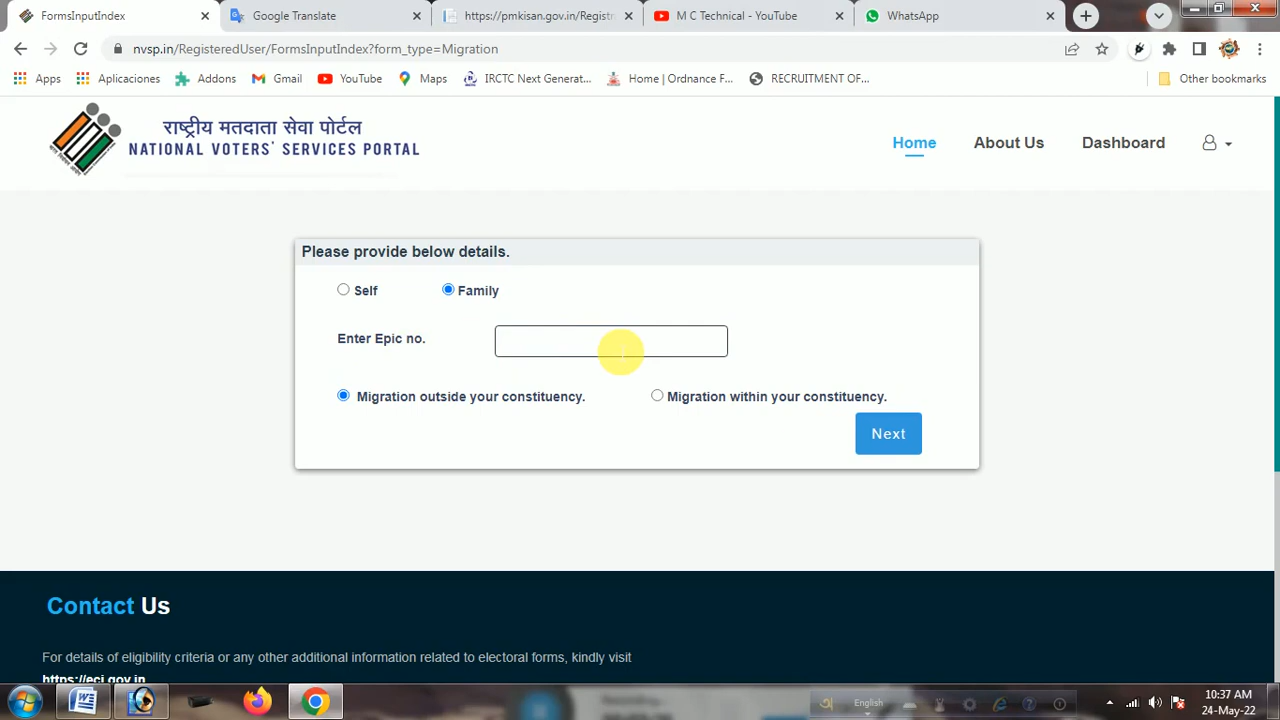 FormsInputIndex
Google Translate
https://pmkisan.gov.in/Registr
M C Technical - YouTube
WhatsApp
nvsp.in/RegisteredUser/FormsInputIndex?form_type=Migration
Apps
Aplicaciones
Addons
Gmail
YouTube
Maps
IRCTC Next Generat...
Home | Ordnance F...
RECRUITMENT OF...
Other bookmarks
राष्ट्रीय मतदाता सेवा पोर्टल
NATIONAL VOTERS' SERVICES PORTAL
Home
About Us
Dashboard
Please provide below details.
Self
Family
Enter Epic no.
Migration outside your constituency.
Migration within your constituency.
Next
Contact Us
For details of eligibility criteria or any other additional information related to electoral forms, kindly visit
https://eci.gov.in
English
10:37 AM
24-May-22